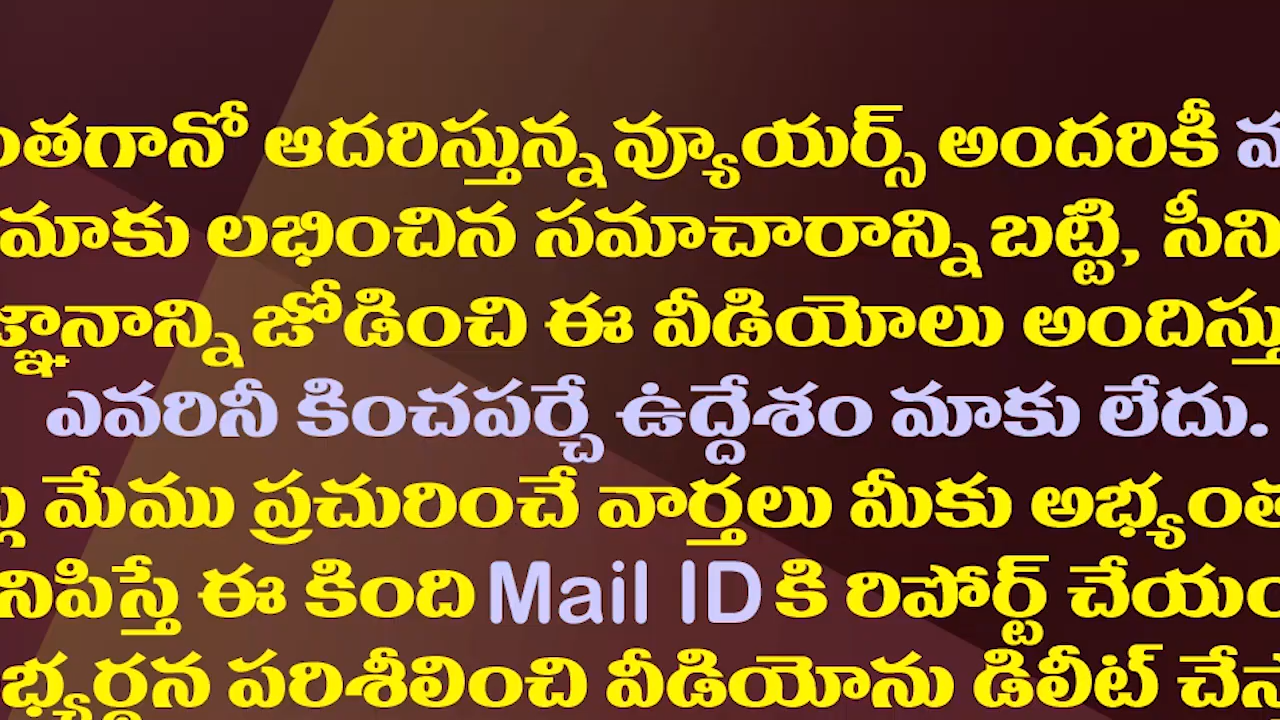 ఆదరిస్తున్న వ్యూయర్స్ అందరికీ
మాకు లభించిన సమాచారాన్ని బట్టి,
జోడించి ఈ వీడియోలు
ఎవరినీ కించపర్చే ఉద్దేశం మాకు లేదు.
మేము ప్రచురించే వార్తలు మీకు
ఈ కింది Mail ID కి రిపోర్ట్
పరిశీలించి వీడియోను డిలీట్